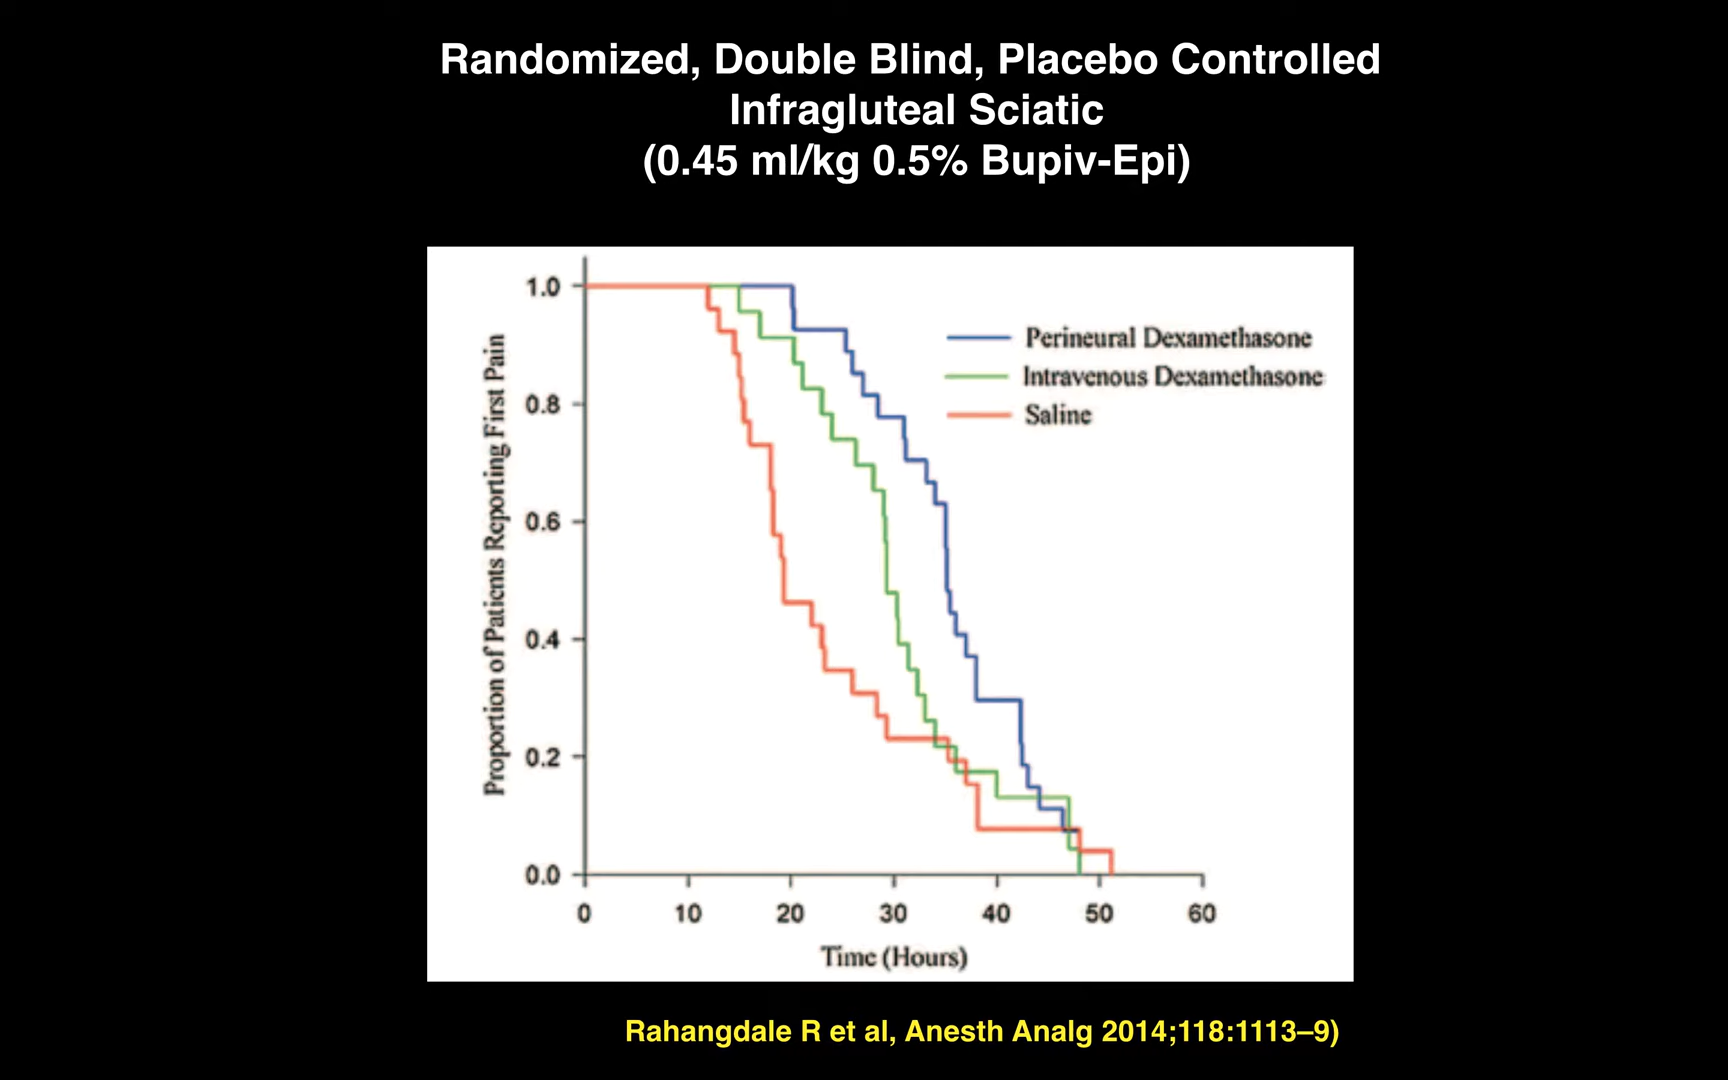 Randomized, Double Blind, Placebo Controlled
Infragluteal Sciatic
(0.45 ml/kg 0.5% Bupiv-Epi)
Proportion of Patients Reporting First Pain
1.0
0.8
0.6
0.4
0.2
0.0
Perineural Dexamethasone
Intravenous Dexamethasone
Saline
0 10 20 30 40 50 60
Time (Hours)
Rahangdale R et al, Anesth Analg 2014;118:1113–9)